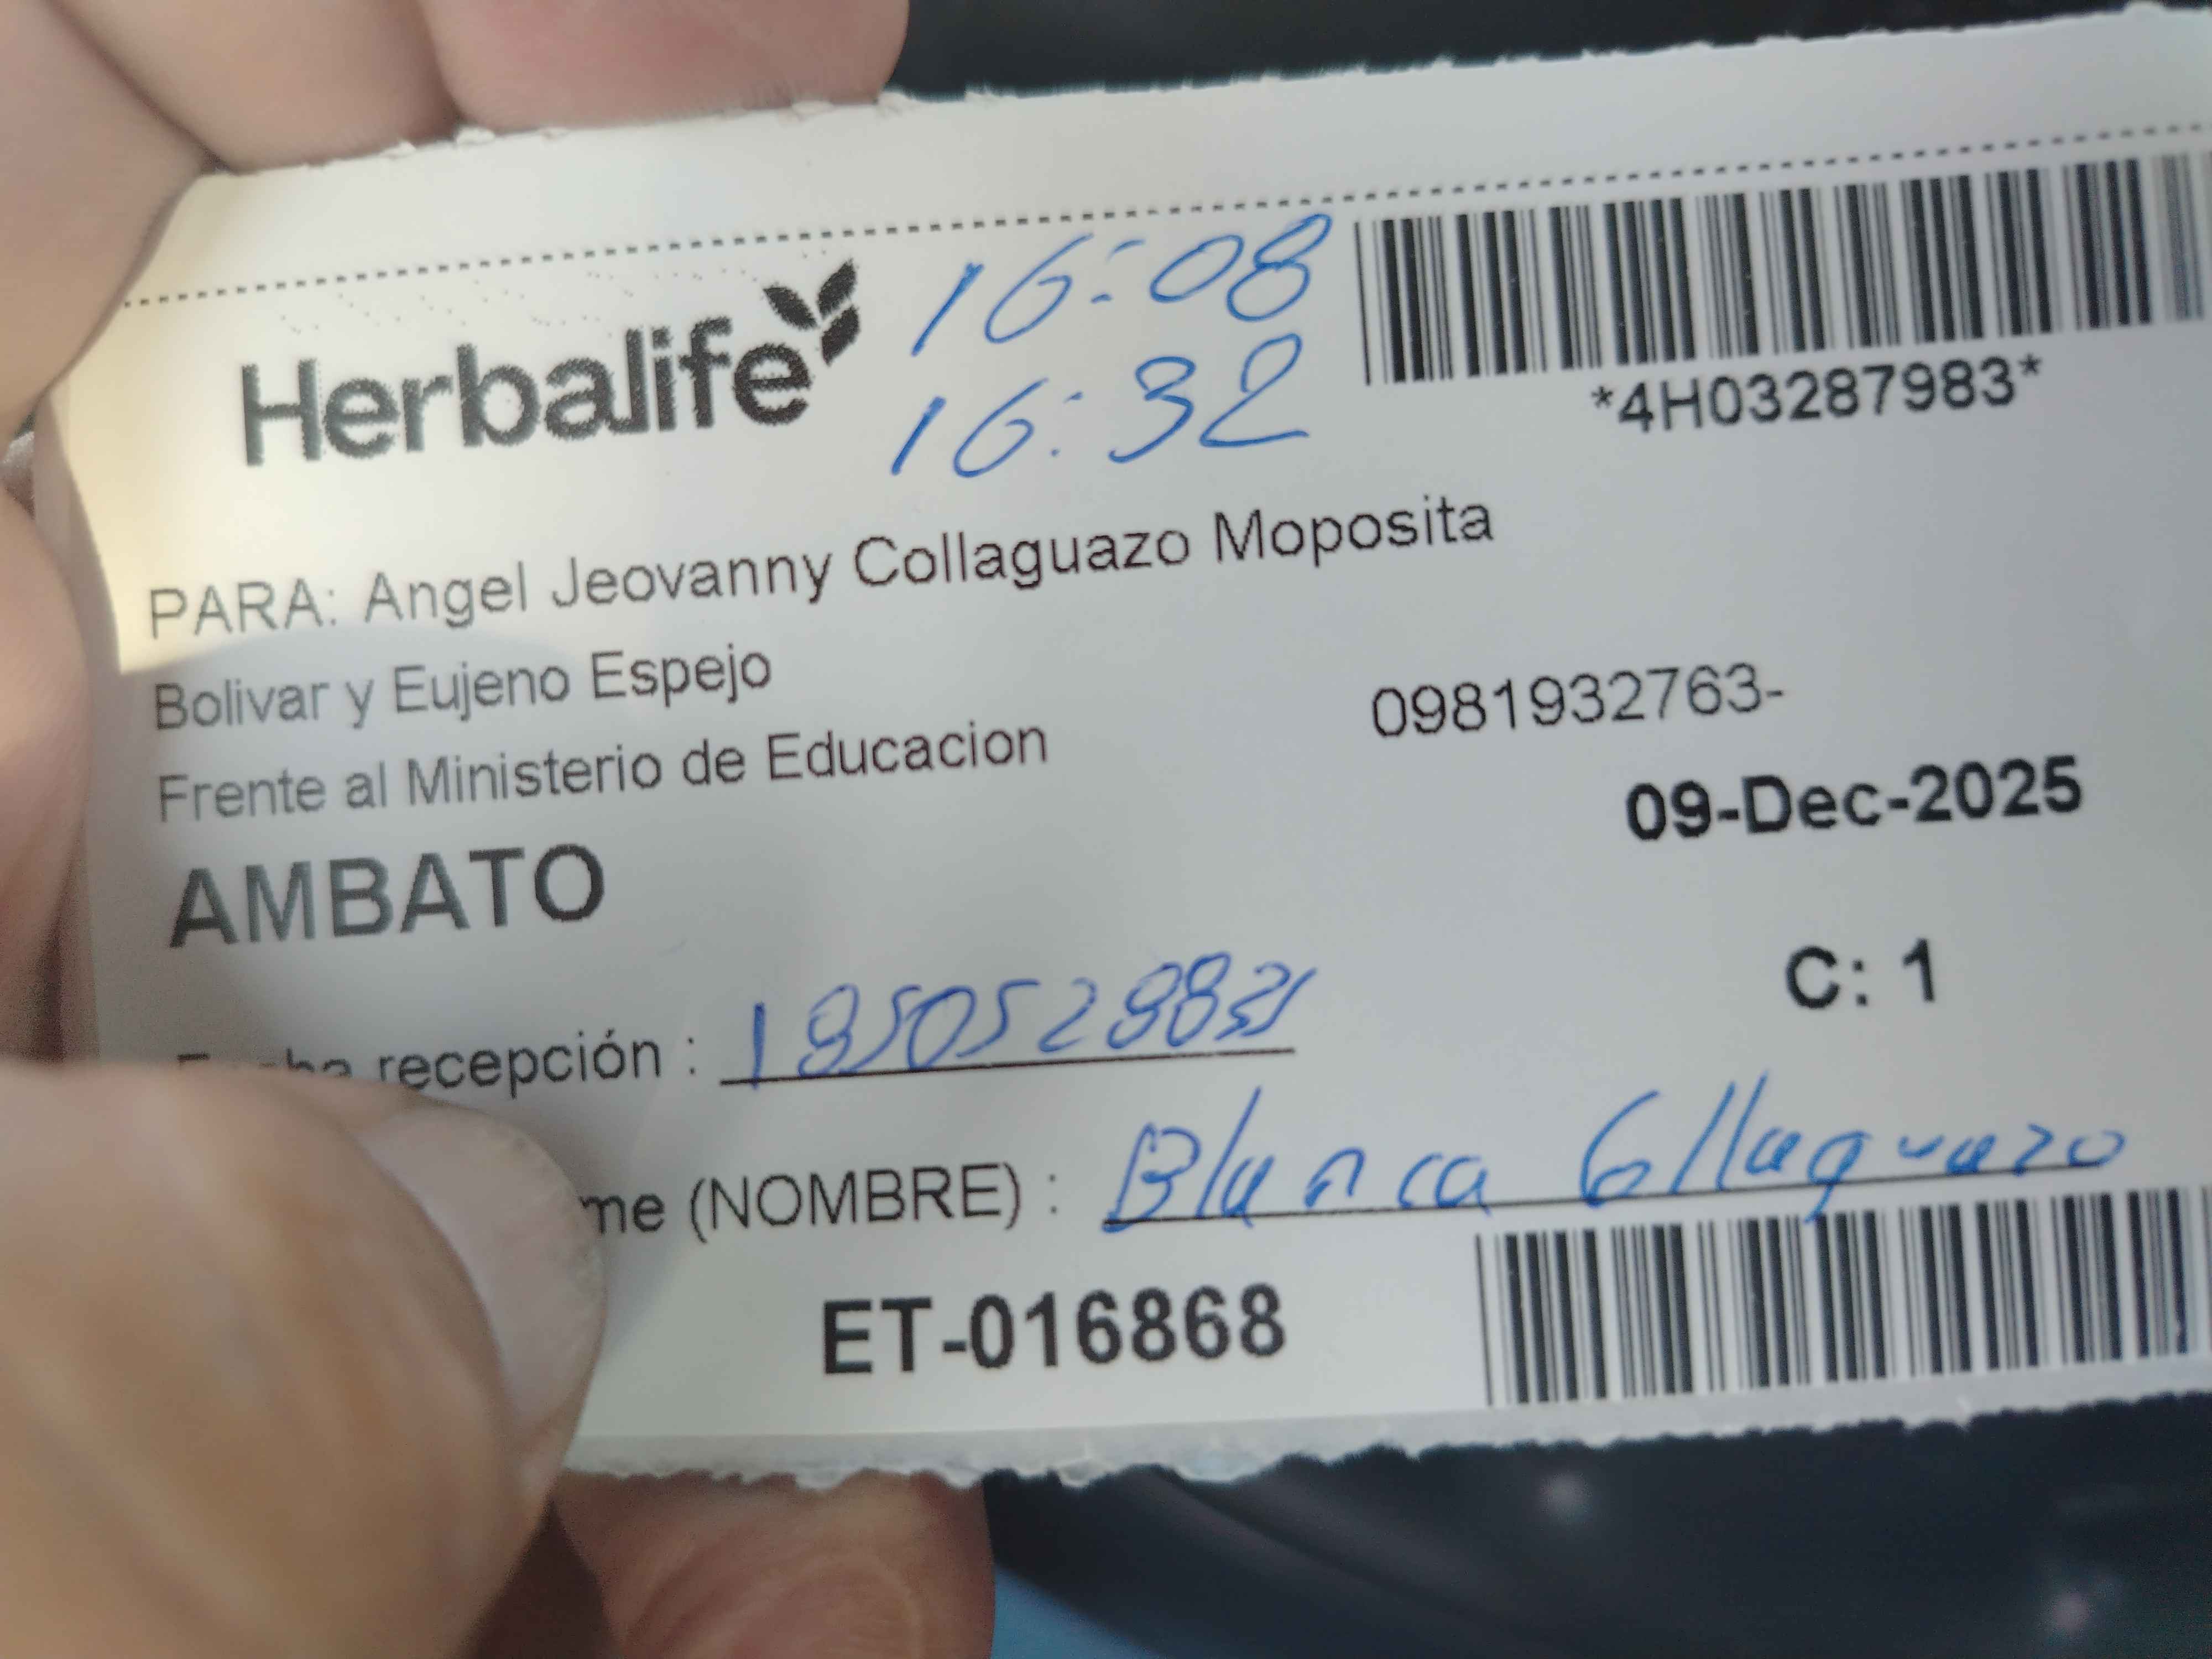 Herbalife
16:08
16:32
*4H03287983*
PARA: Angel Jeovanny Collaguazo Moposita
Bolivar y Eujeno Espejo
0981932763-
Frente al Ministerio de Educacion
09-Dec-2025
AMBATO
C: 1
recepción :
(NOMBRE) : Blanca Collaguazo
ET-016868